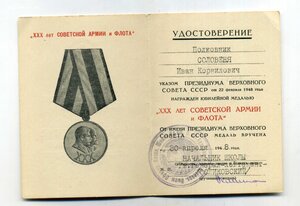 "XXX лет СОВЕТСКОЙ АРМИИ
и ФЛОТА"
XXX
УДОСТОВЕРЕНИЕ
Полковник
СОЛОВЬЕВ
Иван Корнилович
УКАЗОМ ПРЕЗИДИУМА ВЕРХОВНОГО
СОВЕТА СССР от 22 февраля 1948 года
НАГРАЖДЕН ЮБИЛЕЙНОЙ МЕДАЛЬЮ
"XXX ЛЕТ СОВЕТСКОЙ АРМИИ
и ФЛОТА"
От имени ПРЕЗИДИУМА ВЕРХОВНОГО
СОВЕТА СССР МЕДАЛЬ ВРУЧЕНА
20 апреля 1948 года.
НАЧАЛЬНИК ШКОЛЫ